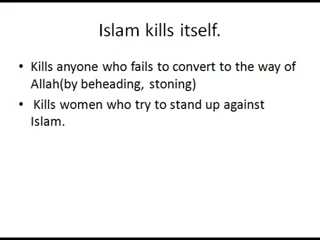 Islam kills itself.
• Kills anyone who fails to convert to the way of
Allah(by beheading, stoning)
• Kills women who try to stand up against
Islam.